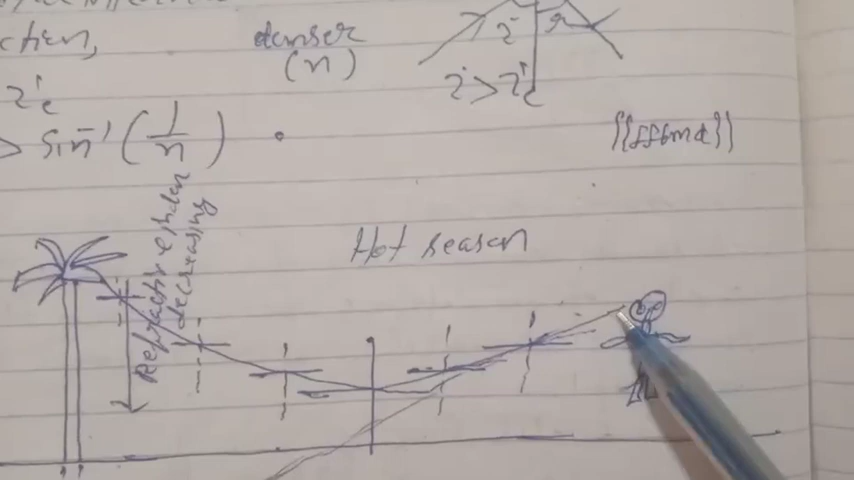 ction,
denser
(n)
i
r
i > i'c
i'c
> Sin⁻¹ (1/n)
Refractive index
decreasing
Hot season